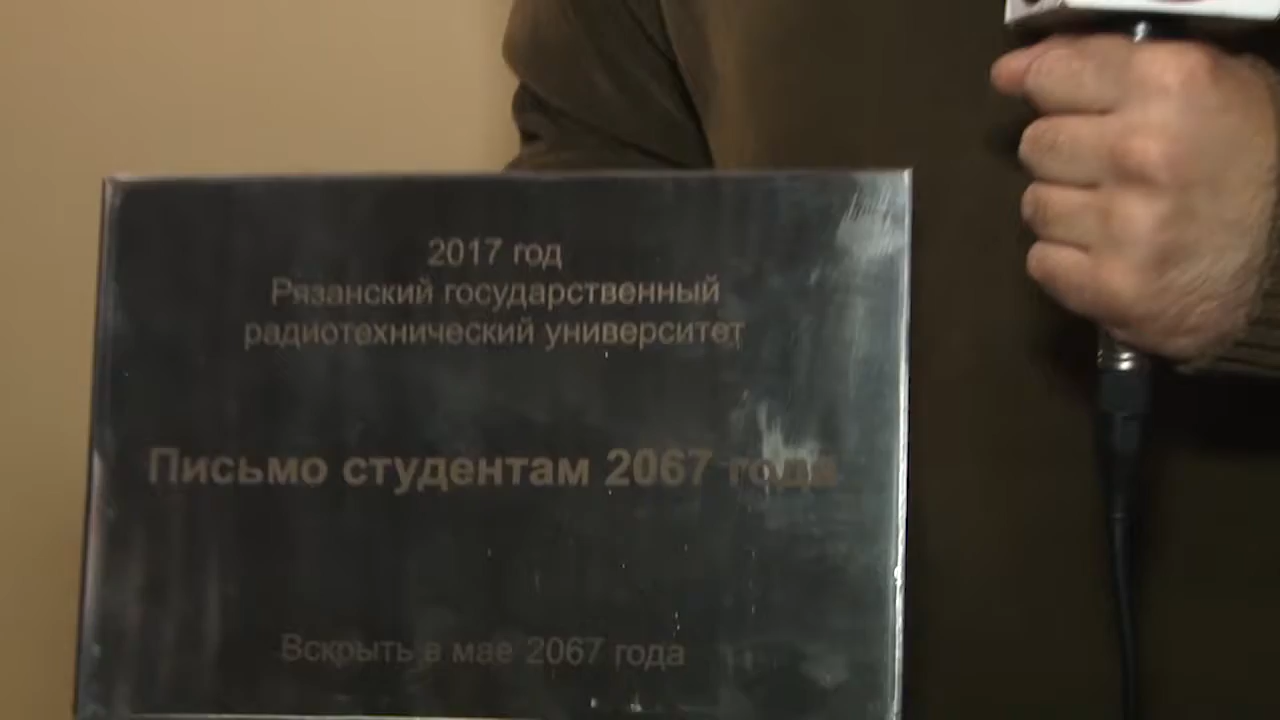 2017 год
Рязанский государственный
радиотехнический университет
Письмо студентам 2067 года
Вскрыть в мае 2067 года